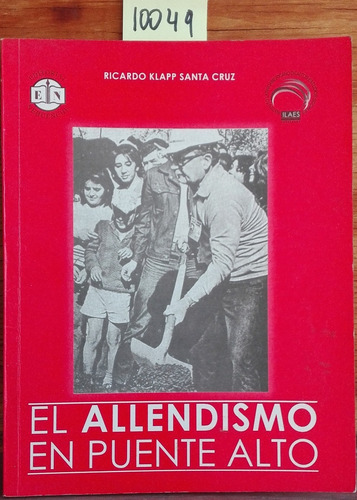 10049
RICARDO KLAPP SANTA CRUZ
E N
ILAES
EL ALLENDISMO
EN PUENTE ALTO